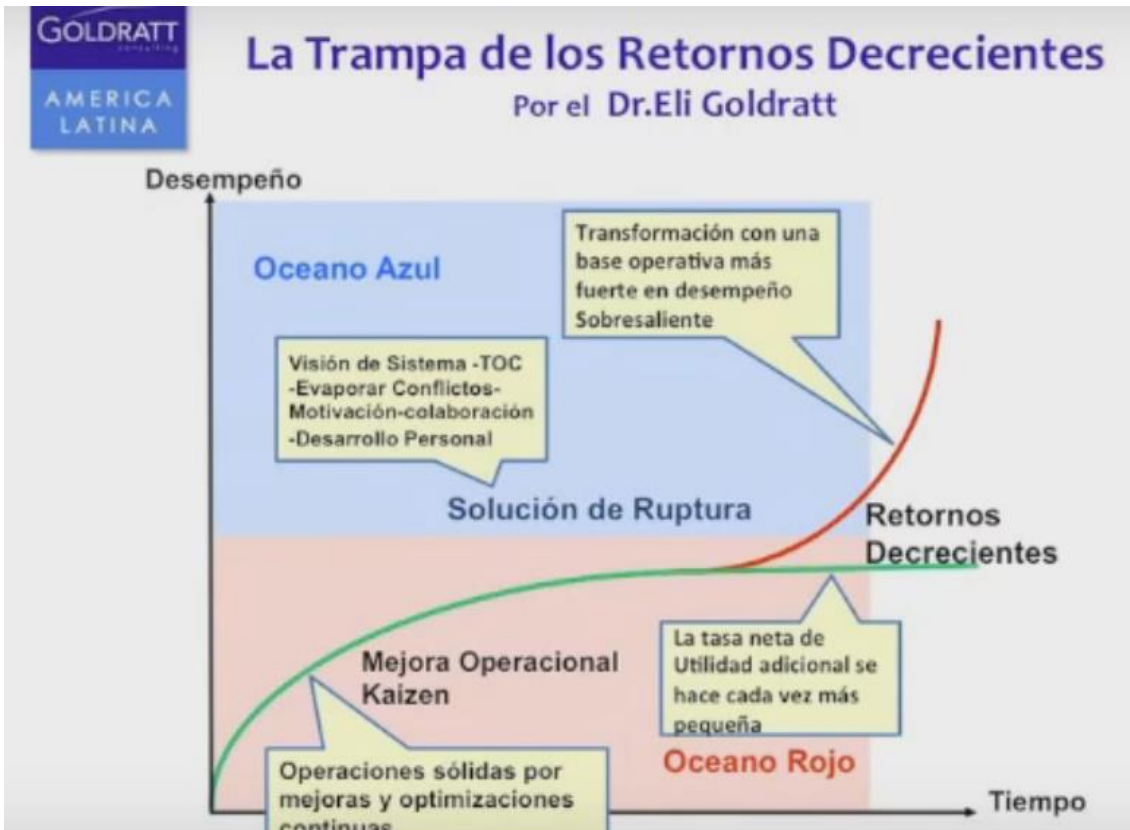 GOLDRATT
consulting
AMERICA
LATINA
La Trampa de los Retornos Decrecientes
Por el Dr.Eli Goldratt
Desempeño
Oceano Azul
Transformación con una
base operativa más
fuerte en desempeño
Sobresaliente
Visión de Sistema -TOC
-Evaporar Conflictos-
Motivación-colaboración
-Desarrollo Personal
Solución de Ruptura
Retornos
Decrecientes
Mejora Operacional
Kaizen
La tasa neta de
Utilidad adicional se
hace cada vez más
pequeña
Oceano Rojo
Operaciones sólidas por
mejoras y optimizaciones
continuas
Tiempo